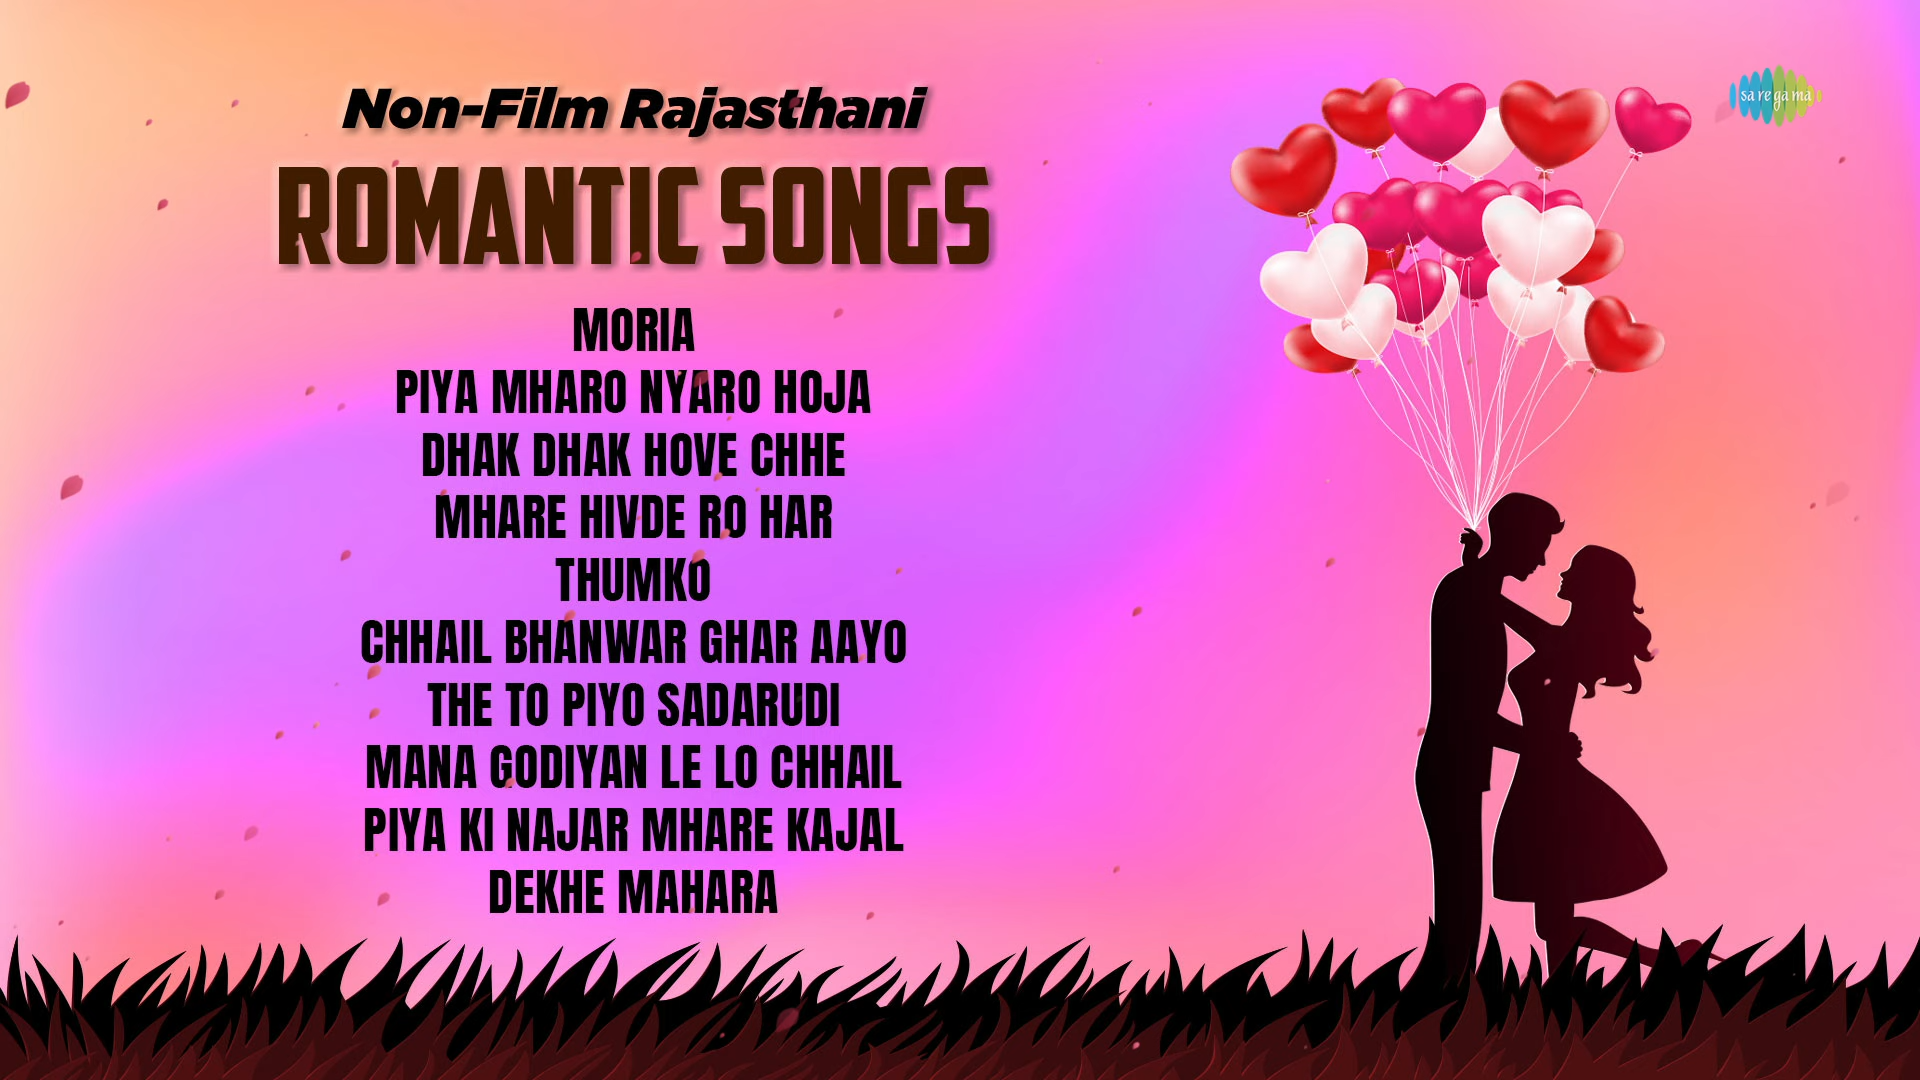 Non-Film Rajasthani
ROMANTIC SONGS
MORIA
PIYA MHARO NYARO HOJA
DHAK DHAK HOVE CHHE
MHARE HIVDE RO HAR
THUMKO
CHHAIL BHANWAR GHAR AAYO
THE TO PIYO SADARUDI
MANA GODIYAN LE LO CHHAIL
PIYA KI NAJAR MHARE KAJAL
DEKHE MAHARA
sa re ga ma